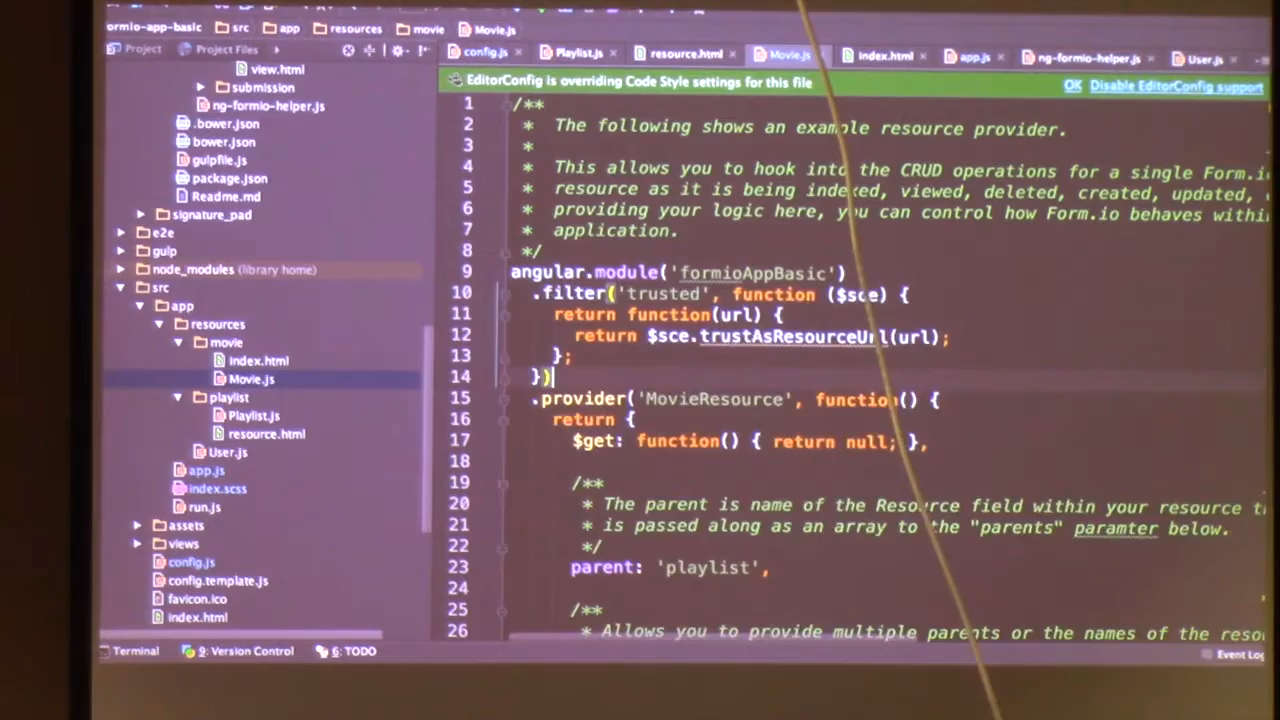 formio-app-basic src app resources movie Movie.js
Project Project Files
config.js Playlist.js resource.html Movie.js index.html app.js ng-formio-helper.js User.js
EditorConfig is overriding Code Style settings for this file OK Disable EditorConfig support
view.html
submission
ng-formio-helper.js
.bower.json
bower.json
gulpfile.js
package.json
Readme.md
signature_pad
e2e
gulp
node_modules (library home)
src
app
resources
movie
index.html
Movie.js
playlist
Playlist.js
resource.html
User.js
app.js
index.scss
run.js
assets
views
config.js
config.template.js
favicon.ico
index.html
1 /**
2 * The following shows an example resource provider.
3 *
4 * This allows you to hook into the CRUD operations for a single Form.io
5 * resource as it is being indexed, viewed, deleted, created, updated,
6 * providing your logic here, you can control how Form.io behaves within
7 * application.
8 */
9 angular.module('formioAppBasic')
10 .filter('trusted', function ($sce) {
11 return function(url) {
12 return $sce.trustAsResourceUrl(url);
13 };
14 })
15 .provider('MovieResource', function() {
16 return {
17 $get: function() { return null; },
18
19 /**
20 * The parent is name of the Resource field within your resource
21 * is passed along as an array to the "parents" paramter below.
22 */
23 parent: 'playlist',
24
25 /**
26 * Allows you to provide multiple parents or the names of the
Terminal 9: Version Control 6: TODO Event Log